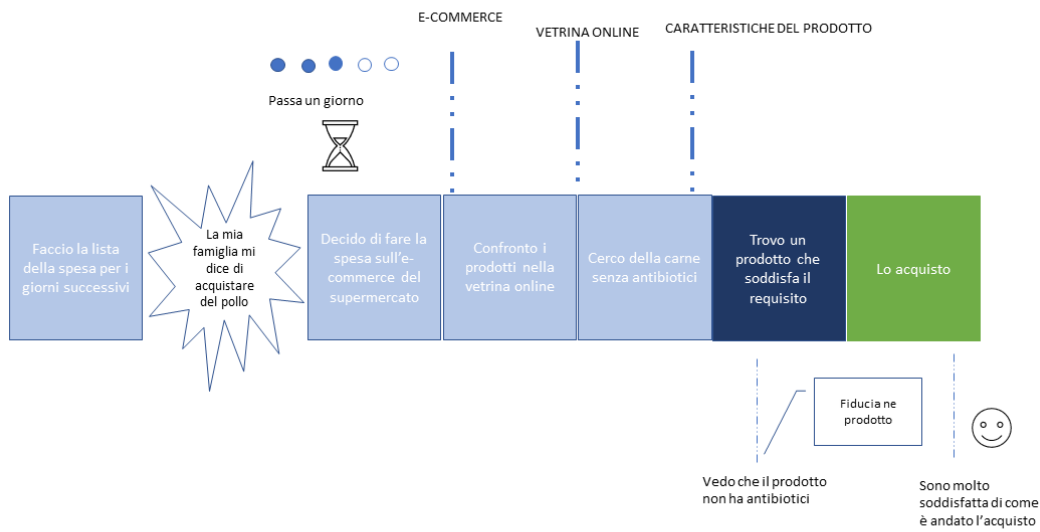 E-COMMERCE
VETRINA ONLINE
CARATTERISTICHE DEL PRODOTTO
Passa un giorno
Faccio la lista
della spesa per i
giorni successivi
La mia
famiglia mi
dice di
acquistare
del pollo
Decido di fare la
spesa sull'e-
commerce del
supermercato
Confronto i
prodotti nella
vetrina online
Cerco della carne
senza antibiotici
Trovo un
prodotto che
soddisfa il
requisito
Lo acquisto
Fiducia ne
prodotto
Vedo che il prodotto
non ha antibiotici
Sono molto
soddisfatta di come
è andato l'acquisto